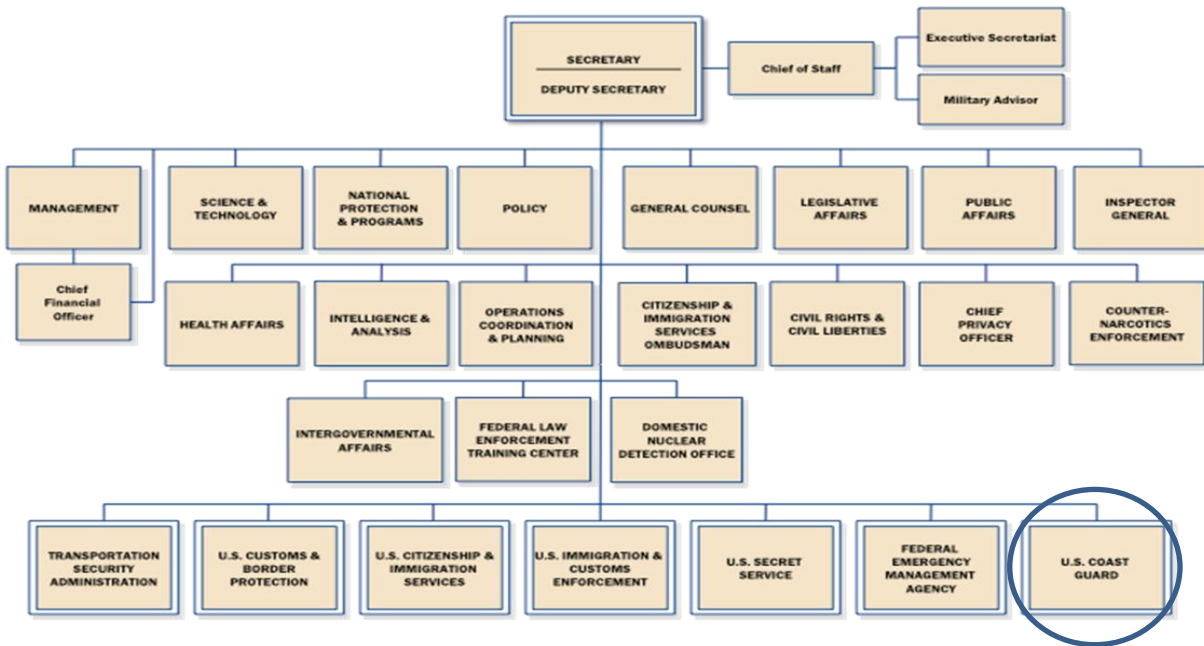 SECRETARY
DEPUTY SECRETARY
Chief of Staff
Executive Secretariat
Military Advisor
MANAGEMENT
SCIENCE &
TECHNOLOGY
NATIONAL
PROTECTION
& PROGRAMS
POLICY
GENERAL COUNSEL
LEGISLATIVE
AFFAIRS
PUBLIC
AFFAIRS
INSPECTOR
GENERAL
Chief
Financial
Officer
HEALTH AFFAIRS
INTELLIGENCE &
ANALYSIS
OPERATIONS
COORDINATION
& PLANNING
CITIZENSHIP &
IMMIGRATION
SERVICES
OMBUDSMAN
CIVIL RIGHTS &
CIVIL LIBERTIES
CHIEF
PRIVACY
OFFICER
COUNTER-
NARCOTICS
ENFORCEMENT
INTERGOVERNMENTAL
AFFAIRS
FEDERAL LAW
ENFORCEMENT
TRAINING CENTER
DOMESTIC
NUCLEAR
DETECTION OFFICE
TRANSPORTATION
SECURITY
ADMINISTRATION
U.S. CUSTOMS &
BORDER
PROTECTION
U.S. CITIZENSHIP &
IMMIGRATION
SERVICES
U.S. IMMIGRATION &
CUSTOMS
ENFORCEMENT
U.S. SECRET
SERVICE
FEDERAL
EMERGENCY
MANAGEMENT
AGENCY
U.S. COAST
GUARD